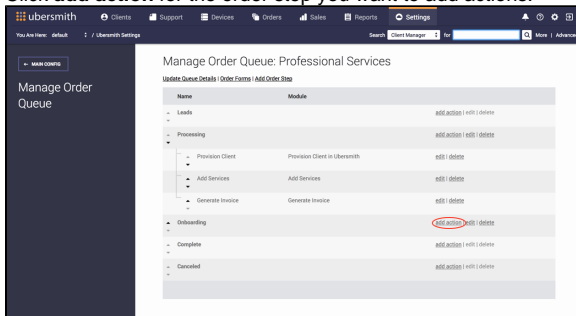 Click add action for the order step you want to add actions.
ubersmith Clients Support Devices Orders Sales Reports Settings
You Are Here: default / Ubersmith Settings Search Client Manager for More | Advanced
← MAIN CONFIG
Manage Order Queue
Manage Order Queue: Professional Services
Update Queue Details | Order Forms | Add Order Step
Name Module
Leads add action | edit | delete
Processing add action | edit | delete
Provision Client Provision Client in Ubersmith edit | delete
Add Services Add Services edit | delete
Generate Invoice Generate Invoice edit | delete
Onboarding add action | edit | delete
Complete add action | edit | delete
Canceled add action | edit | delete